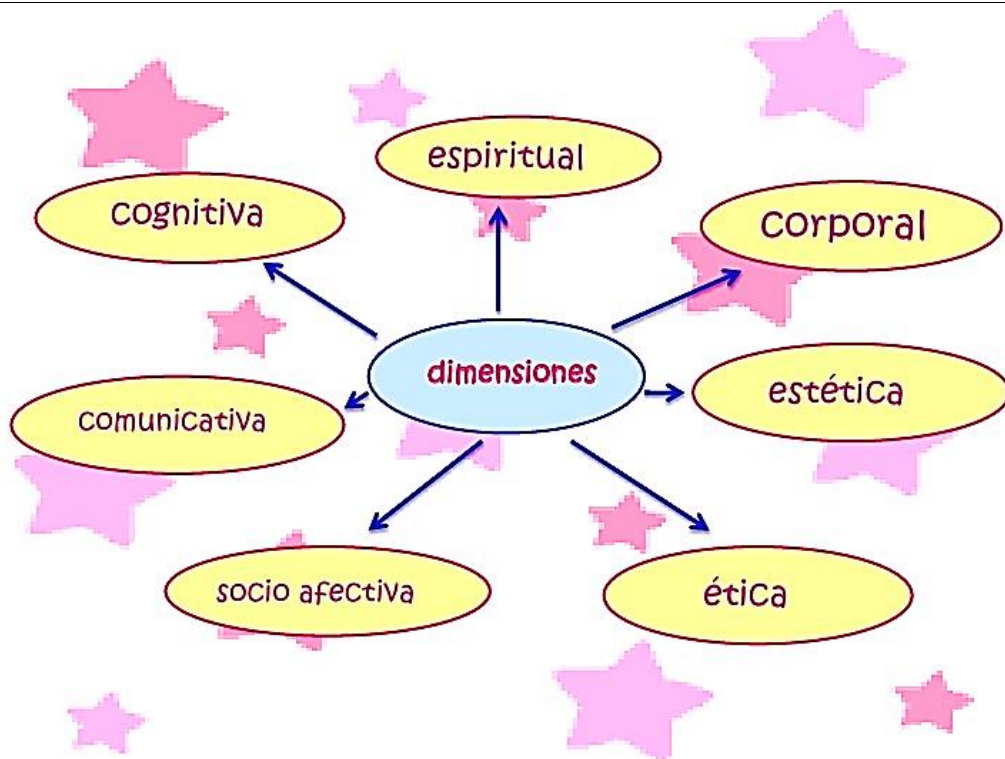 espiritual
cognitiva
corporal
dimensiones
estética
comunicativa
socio afectiva
ética